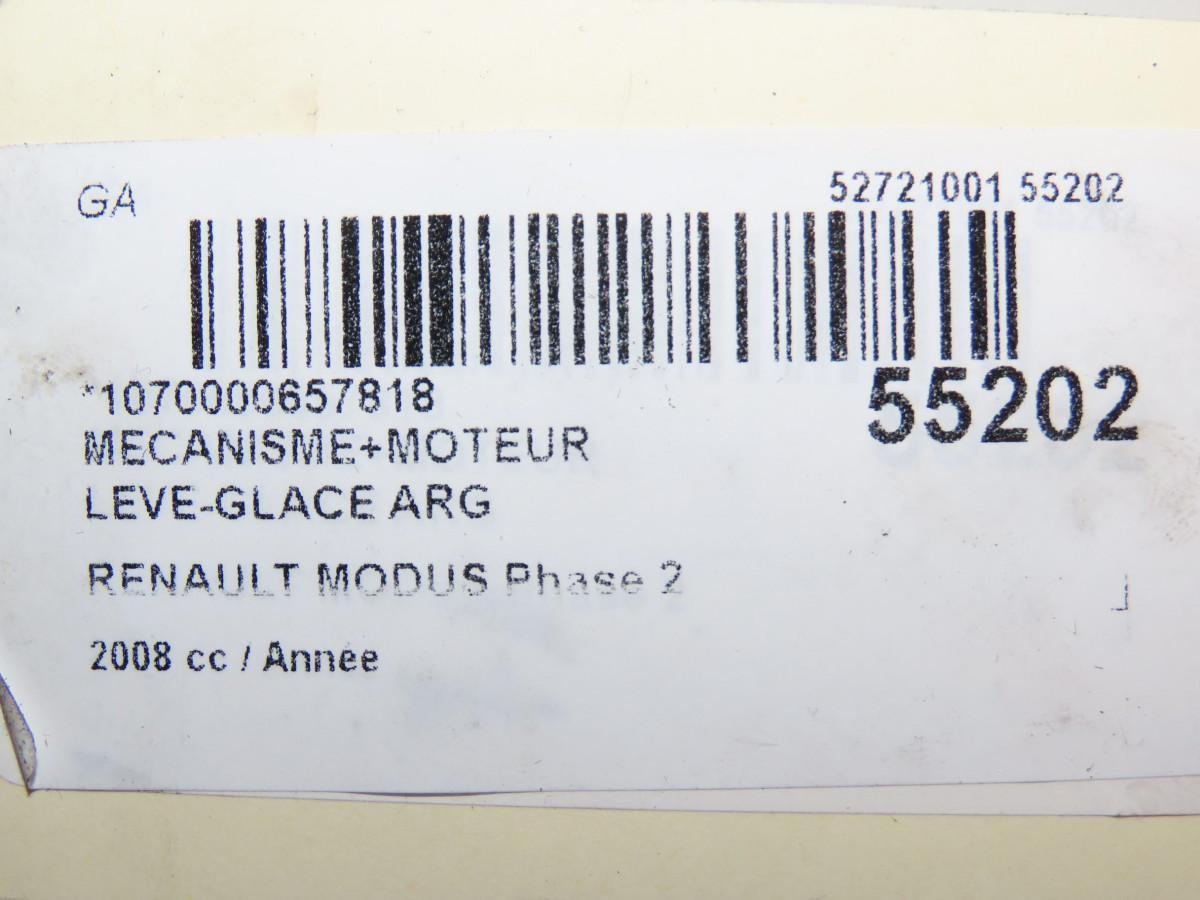 GA
52721001 55202
*1070000657818
55202
MECANISME+MOTEUR
LEVE-GLACE ARG
RENAULT MODUS Phase 2
2008 cc / Année